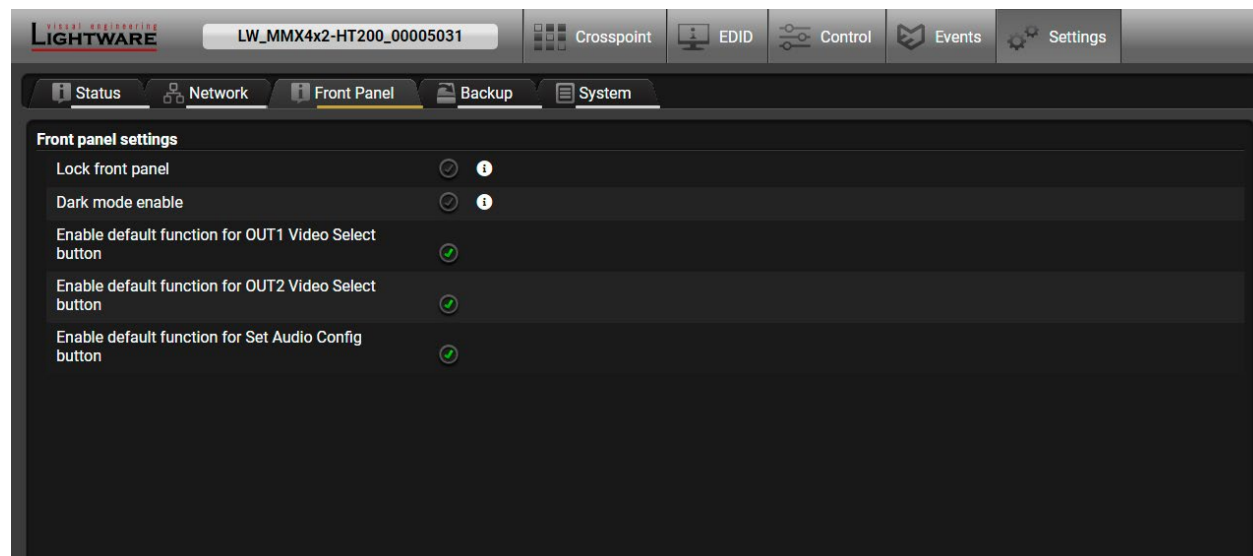 visual engineering
LIGHTWARE
LW_MMX4x2-HT200_00005031
Crosspoint
EDID
Control
Events
Settings
Status
Network
Front Panel
Backup
System
Front panel settings
Lock front panel
Dark mode enable
Enable default function for OUT1 Video Select
button
Enable default function for OUT2 Video Select
button
Enable default function for Set Audio Config
button